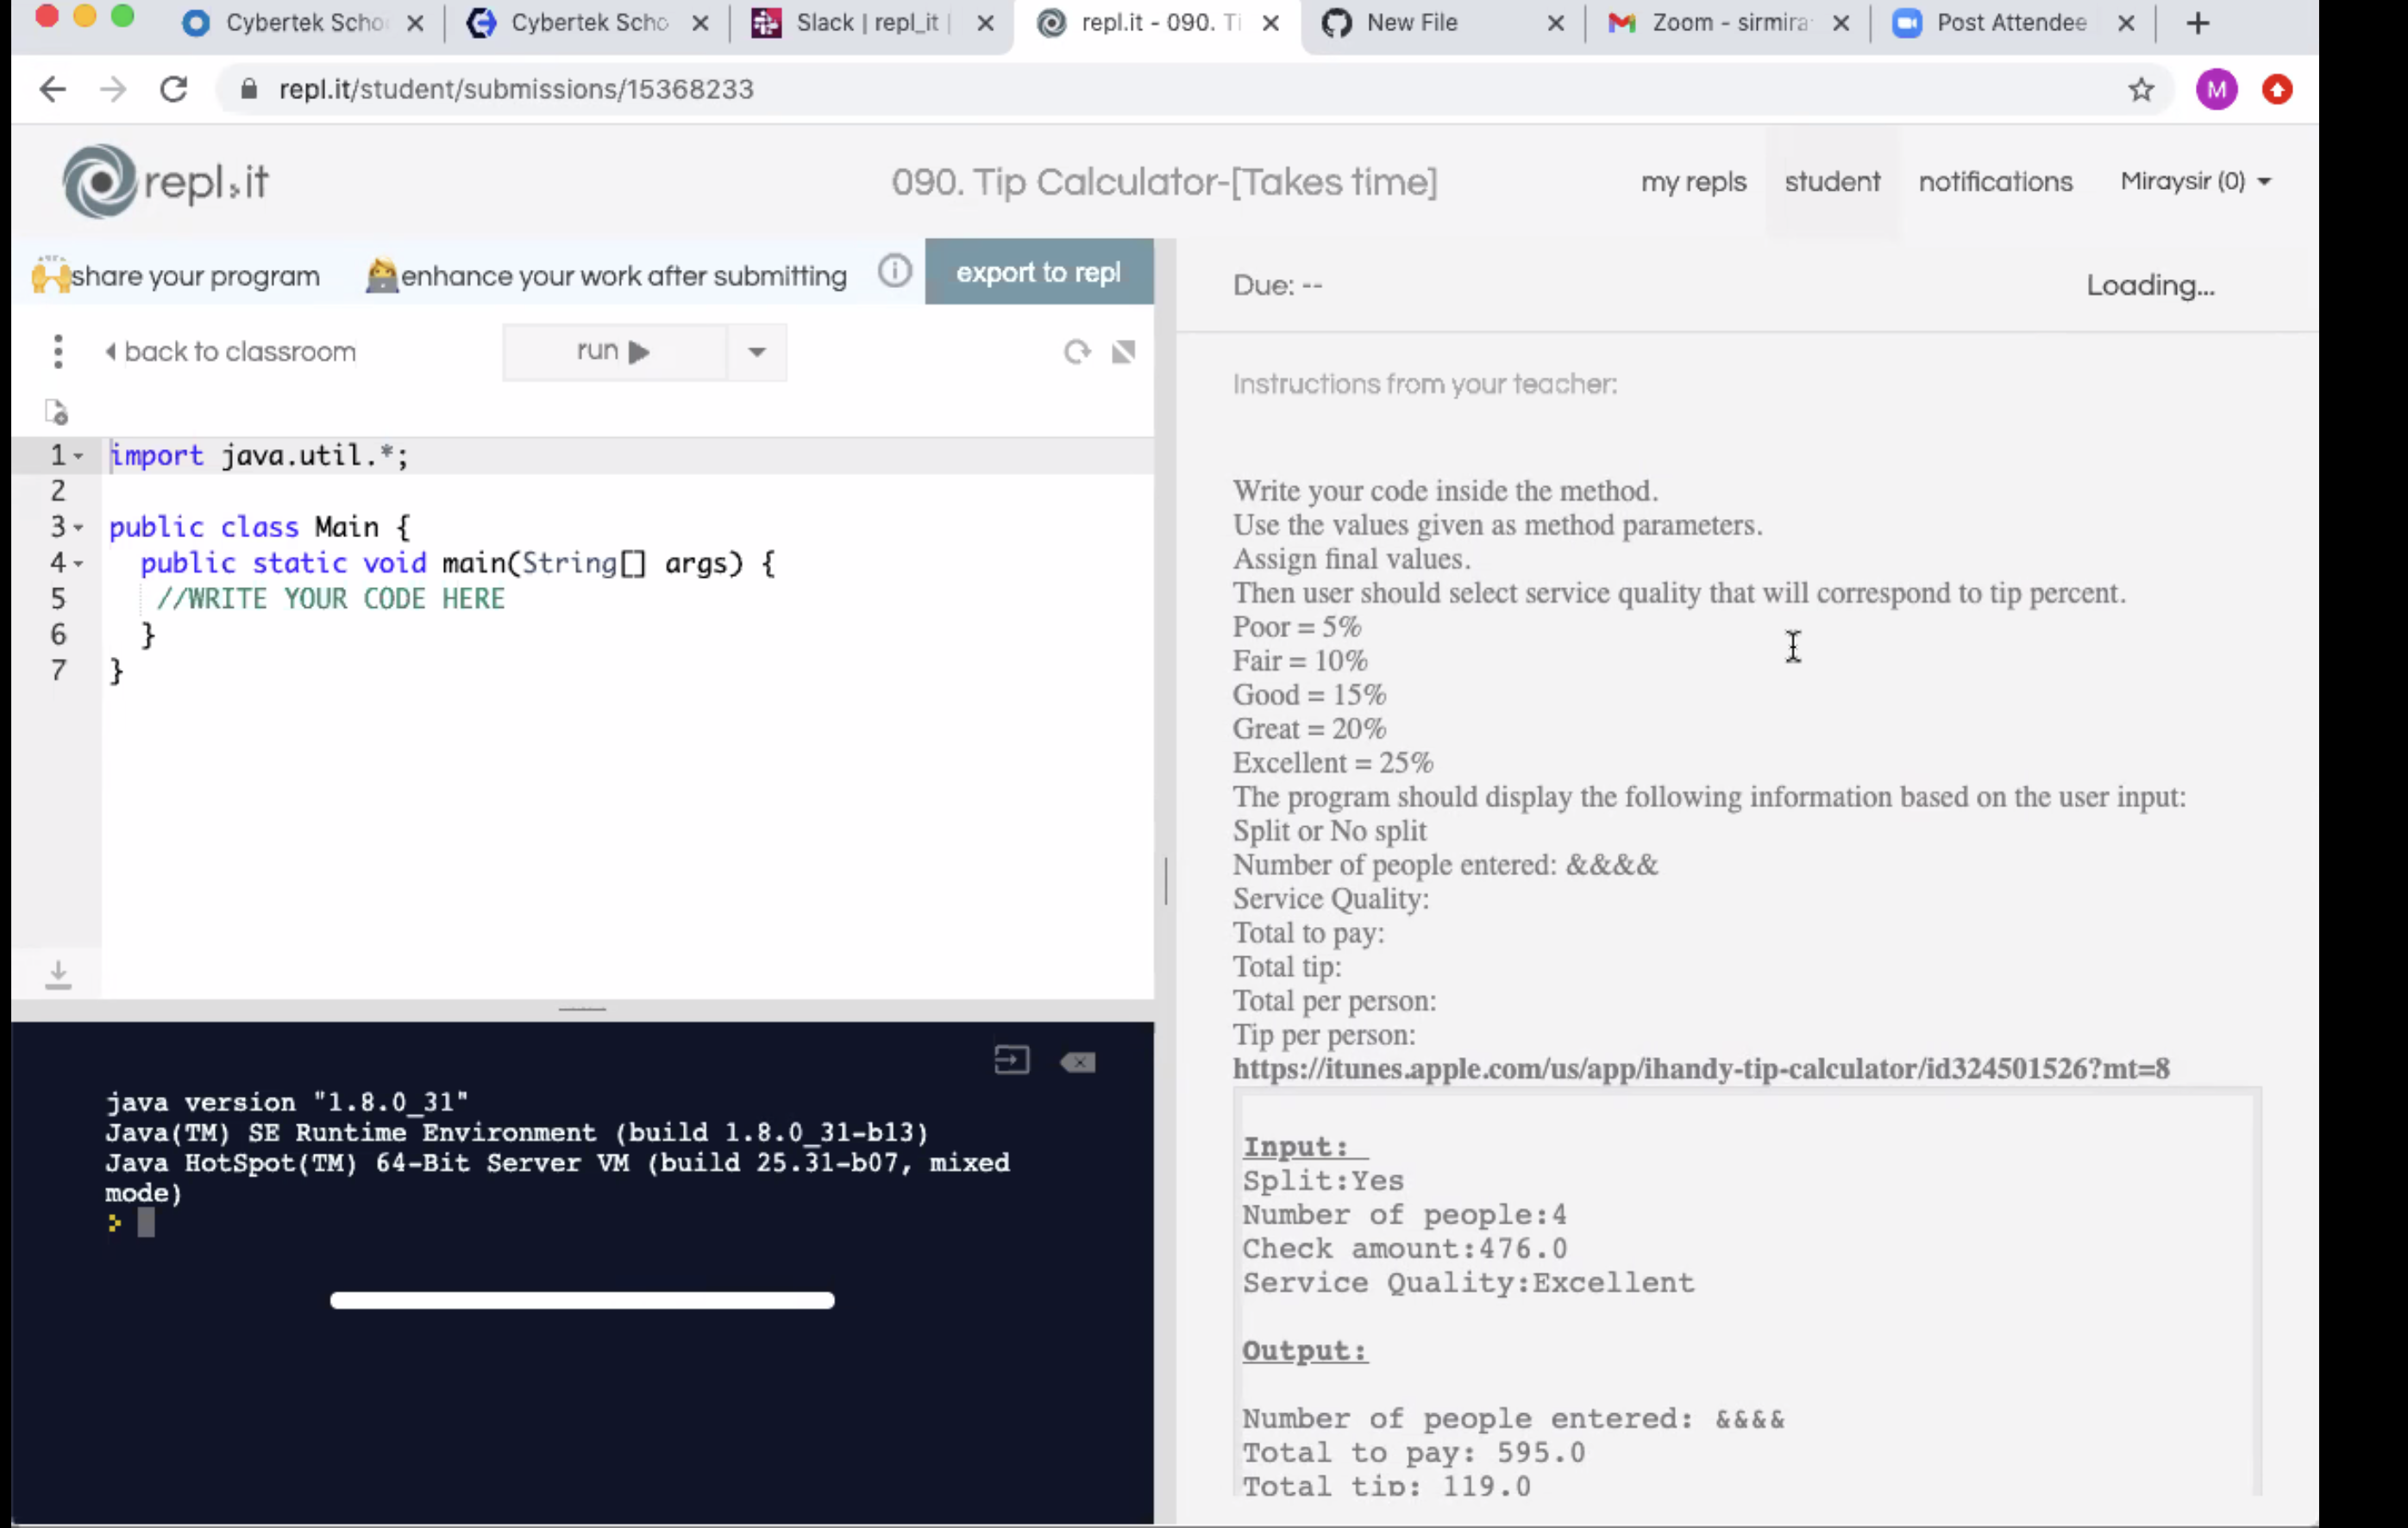 Cybertek Scho
Cybertek Scho
Slack | repl_it |
repl.it - 090. Ti
New File
Zoom - sirmira
Post Attendee
repl.it/student/submissions/15368233
M
repl.it
090. Tip Calculator-[Takes time]
my repls
student
notifications
Miraysir (0)
share your program
enhance your work after submitting
export to repl
Due: --
Loading...
back to classroom
run
Instructions from your teacher:
1 import java.util.*;
2
3 public class Main {
4 public static void main(String[] args) {
5 //WRITE YOUR CODE HERE
6 }
7 }
Write your code inside the method.
Use the values given as method parameters.
Assign final values.
Then user should select service quality that will correspond to tip percent.
Poor = 5%
Fair = 10%
Good = 15%
Great = 20%
Excellent = 25%
The program should display the following information based on the user input:
Split or No split
Number of people entered: &&&&
Service Quality:
Total to pay:
Total tip:
Total per person:
Tip per person:
https://itunes.apple.com/us/app/ihandy-tip-calculator/id324501526?mt=8
Input:
Split:Yes
Number of people:4
Check amount:476.0
Service Quality:Excellent
Output:
Number of people entered: &&&&
Total to pay: 595.0
Total tip: 119.0
java version "1.8.0_31"
Java(TM) SE Runtime Environment (build 1.8.0_31-b13)
Java HotSpot(TM) 64-Bit Server VM (build 25.31-b07, mixed
mode)